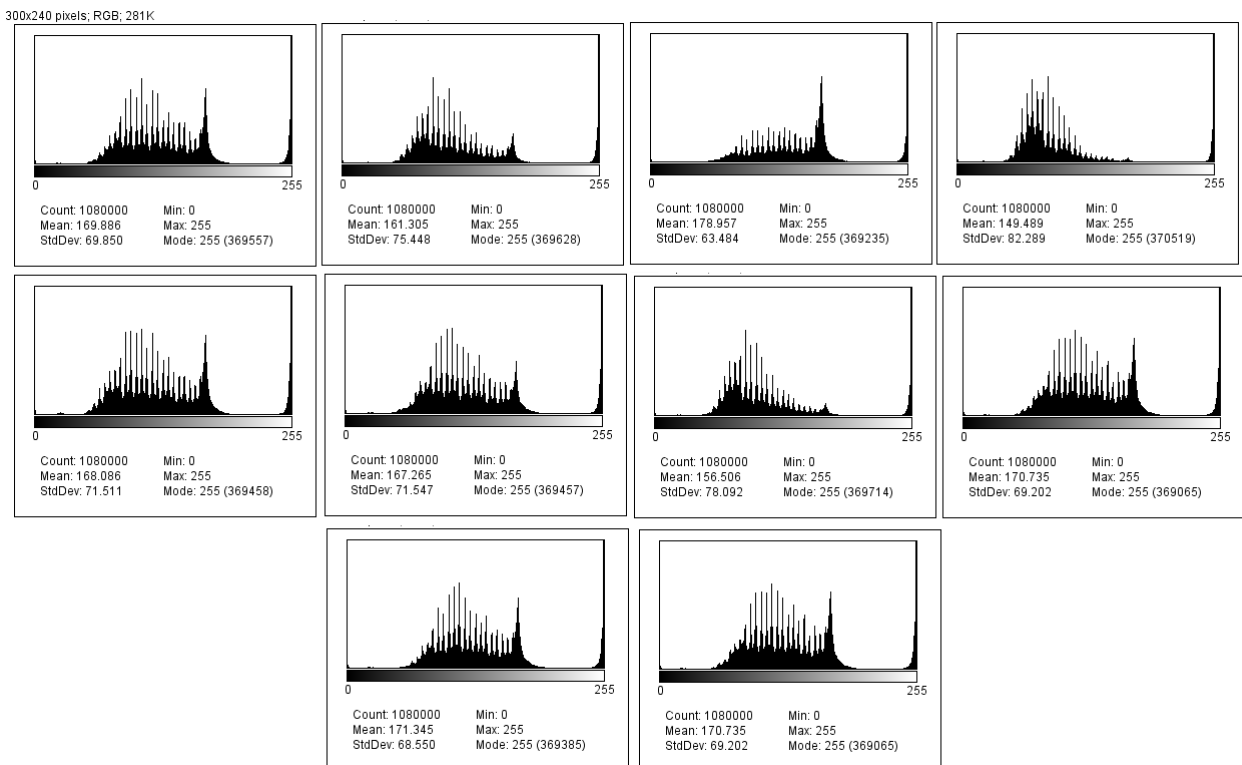 300x240 pixels; RGB; 281K
0 255 0 255 0 255 0 255
Count: 1080000 Min: 0 Count: 1080000 Min: 0 Count: 1080000 Min: 0 Count: 1080000 Min: 0
Mean: 169.886 Max: 255 Mean: 161.305 Max: 255 Mean: 178.957 Max: 255 Mean: 149.489 Max: 255
StdDev: 69.850 Mode: 255 (369557) StdDev: 75.448 Mode: 255 (369628) StdDev: 63.484 Mode: 255 (369235) StdDev: 82.289 Mode: 255 (370519)
0 255 0 255 0 255 0 255
Count: 1080000 Min: 0 Count: 1080000 Min: 0 Count: 1080000 Min: 0 Count: 1080000 Min: 0
Mean: 168.086 Max: 255 Mean: 167.265 Max: 255 Mean: 156.506 Max: 255 Mean: 170.735 Max: 255
StdDev: 71.511 Mode: 255 (369458) StdDev: 71.547 Mode: 255 (369457) StdDev: 78.092 Mode: 255 (369714) StdDev: 69.202 Mode: 255 (369065)
0 255 0 255
Count: 1080000 Min: 0 Count: 1080000 Min: 0
Mean: 171.345 Max: 255 Mean: 170.735 Max: 255
StdDev: 68.550 Mode: 255 (369385) StdDev: 69.202 Mode: 255 (369065)